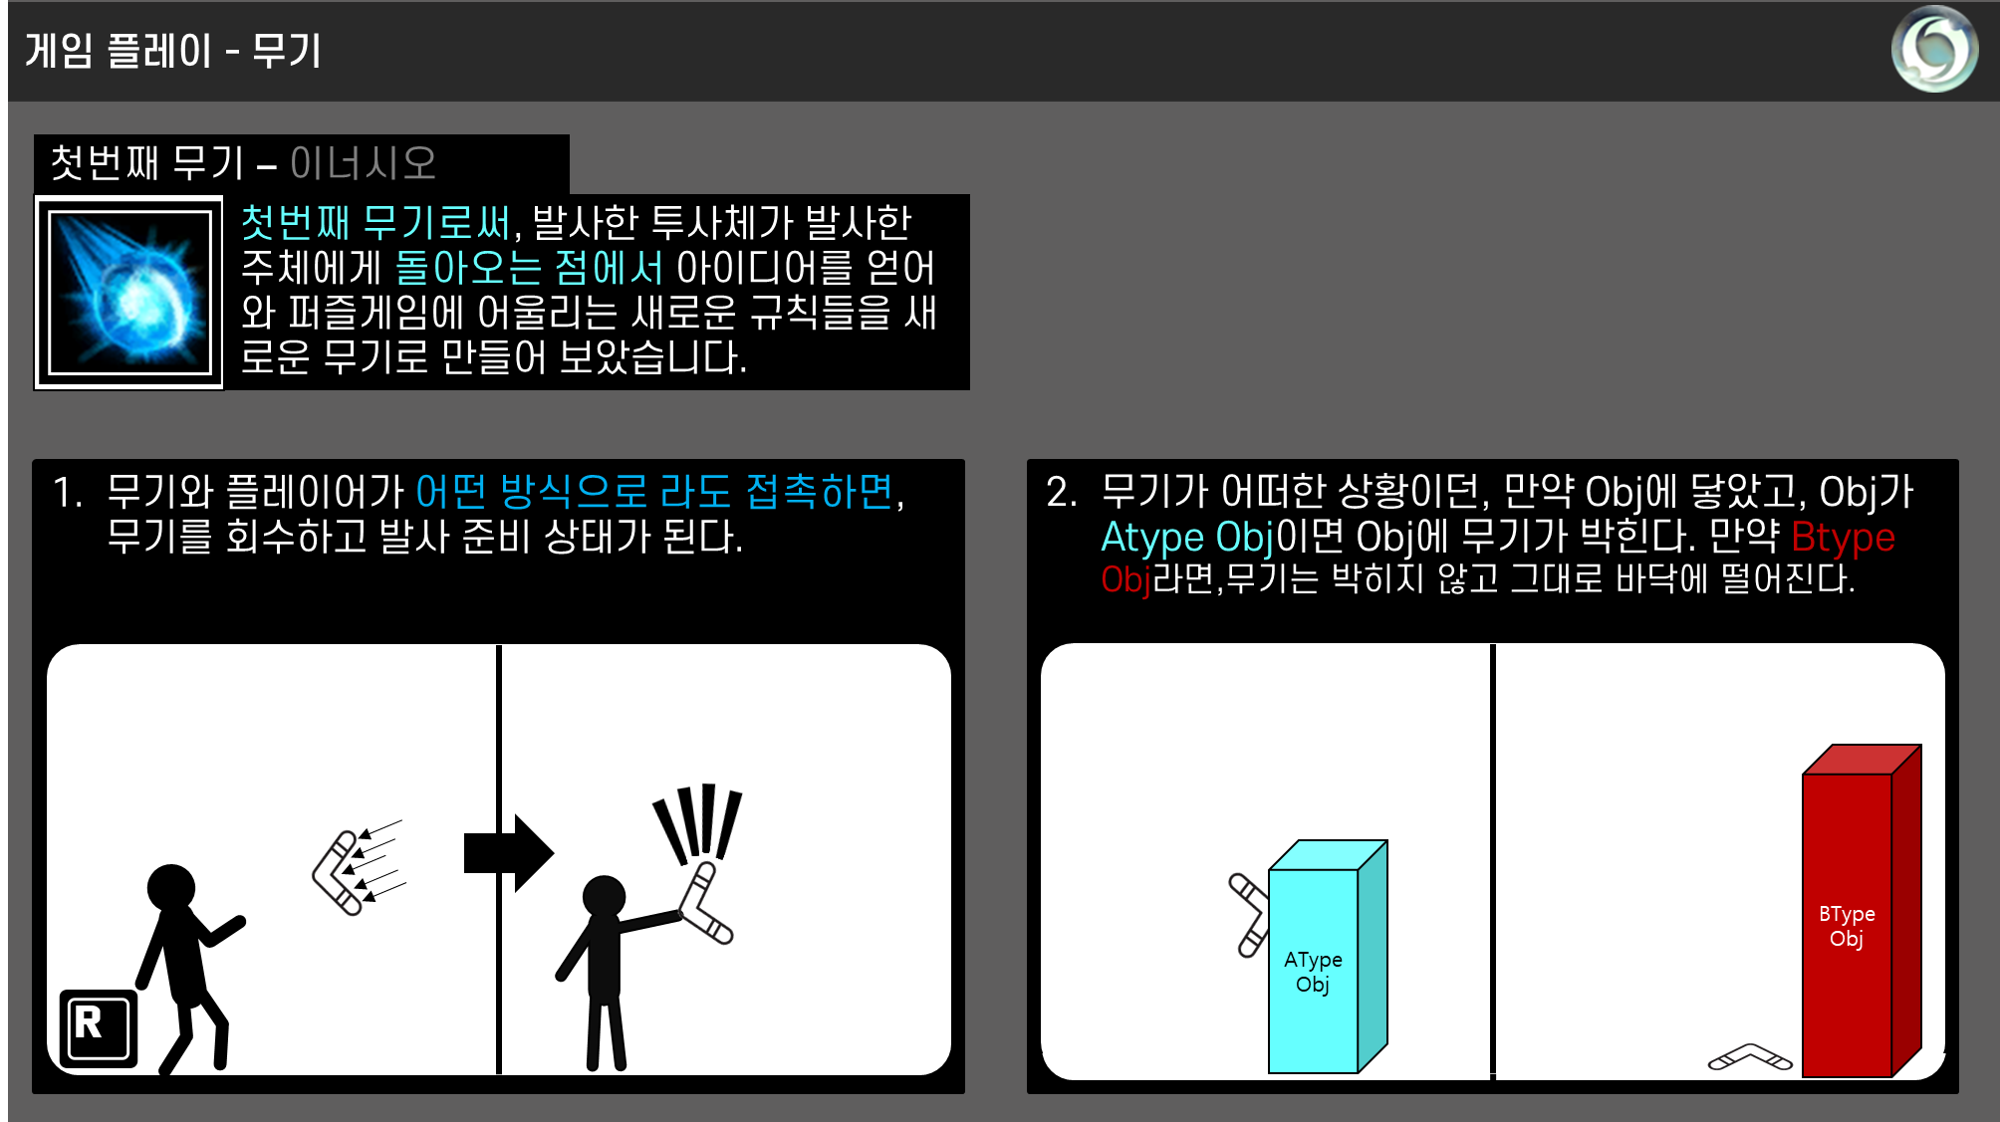 게임 플레이 - 무기
첫번째 무기 – 이너시오
첫번째 무기로써, 발사한 투사체가 발사한
주체에게 돌아오는 점에서 아이디어를 얻어
와 퍼즐게임에 어울리는 새로운 규칙들을 새
로운 무기로 만들어 보았습니다.
1. 무기와 플레이어가 어떤 방식으로 라도 접촉하면,
무기를 회수하고 발사 준비 상태가 된다.
R
2. 무기가 어떠한 상황이던, 만약 Obj에 닿았고, Obj가
Atype Obj이면 Obj에 무기가 박힌다. 만약 Btype
Obj라면,무기는 박히지 않고 그대로 바닥에 떨어진다.
AType
Obj
BType
Obj